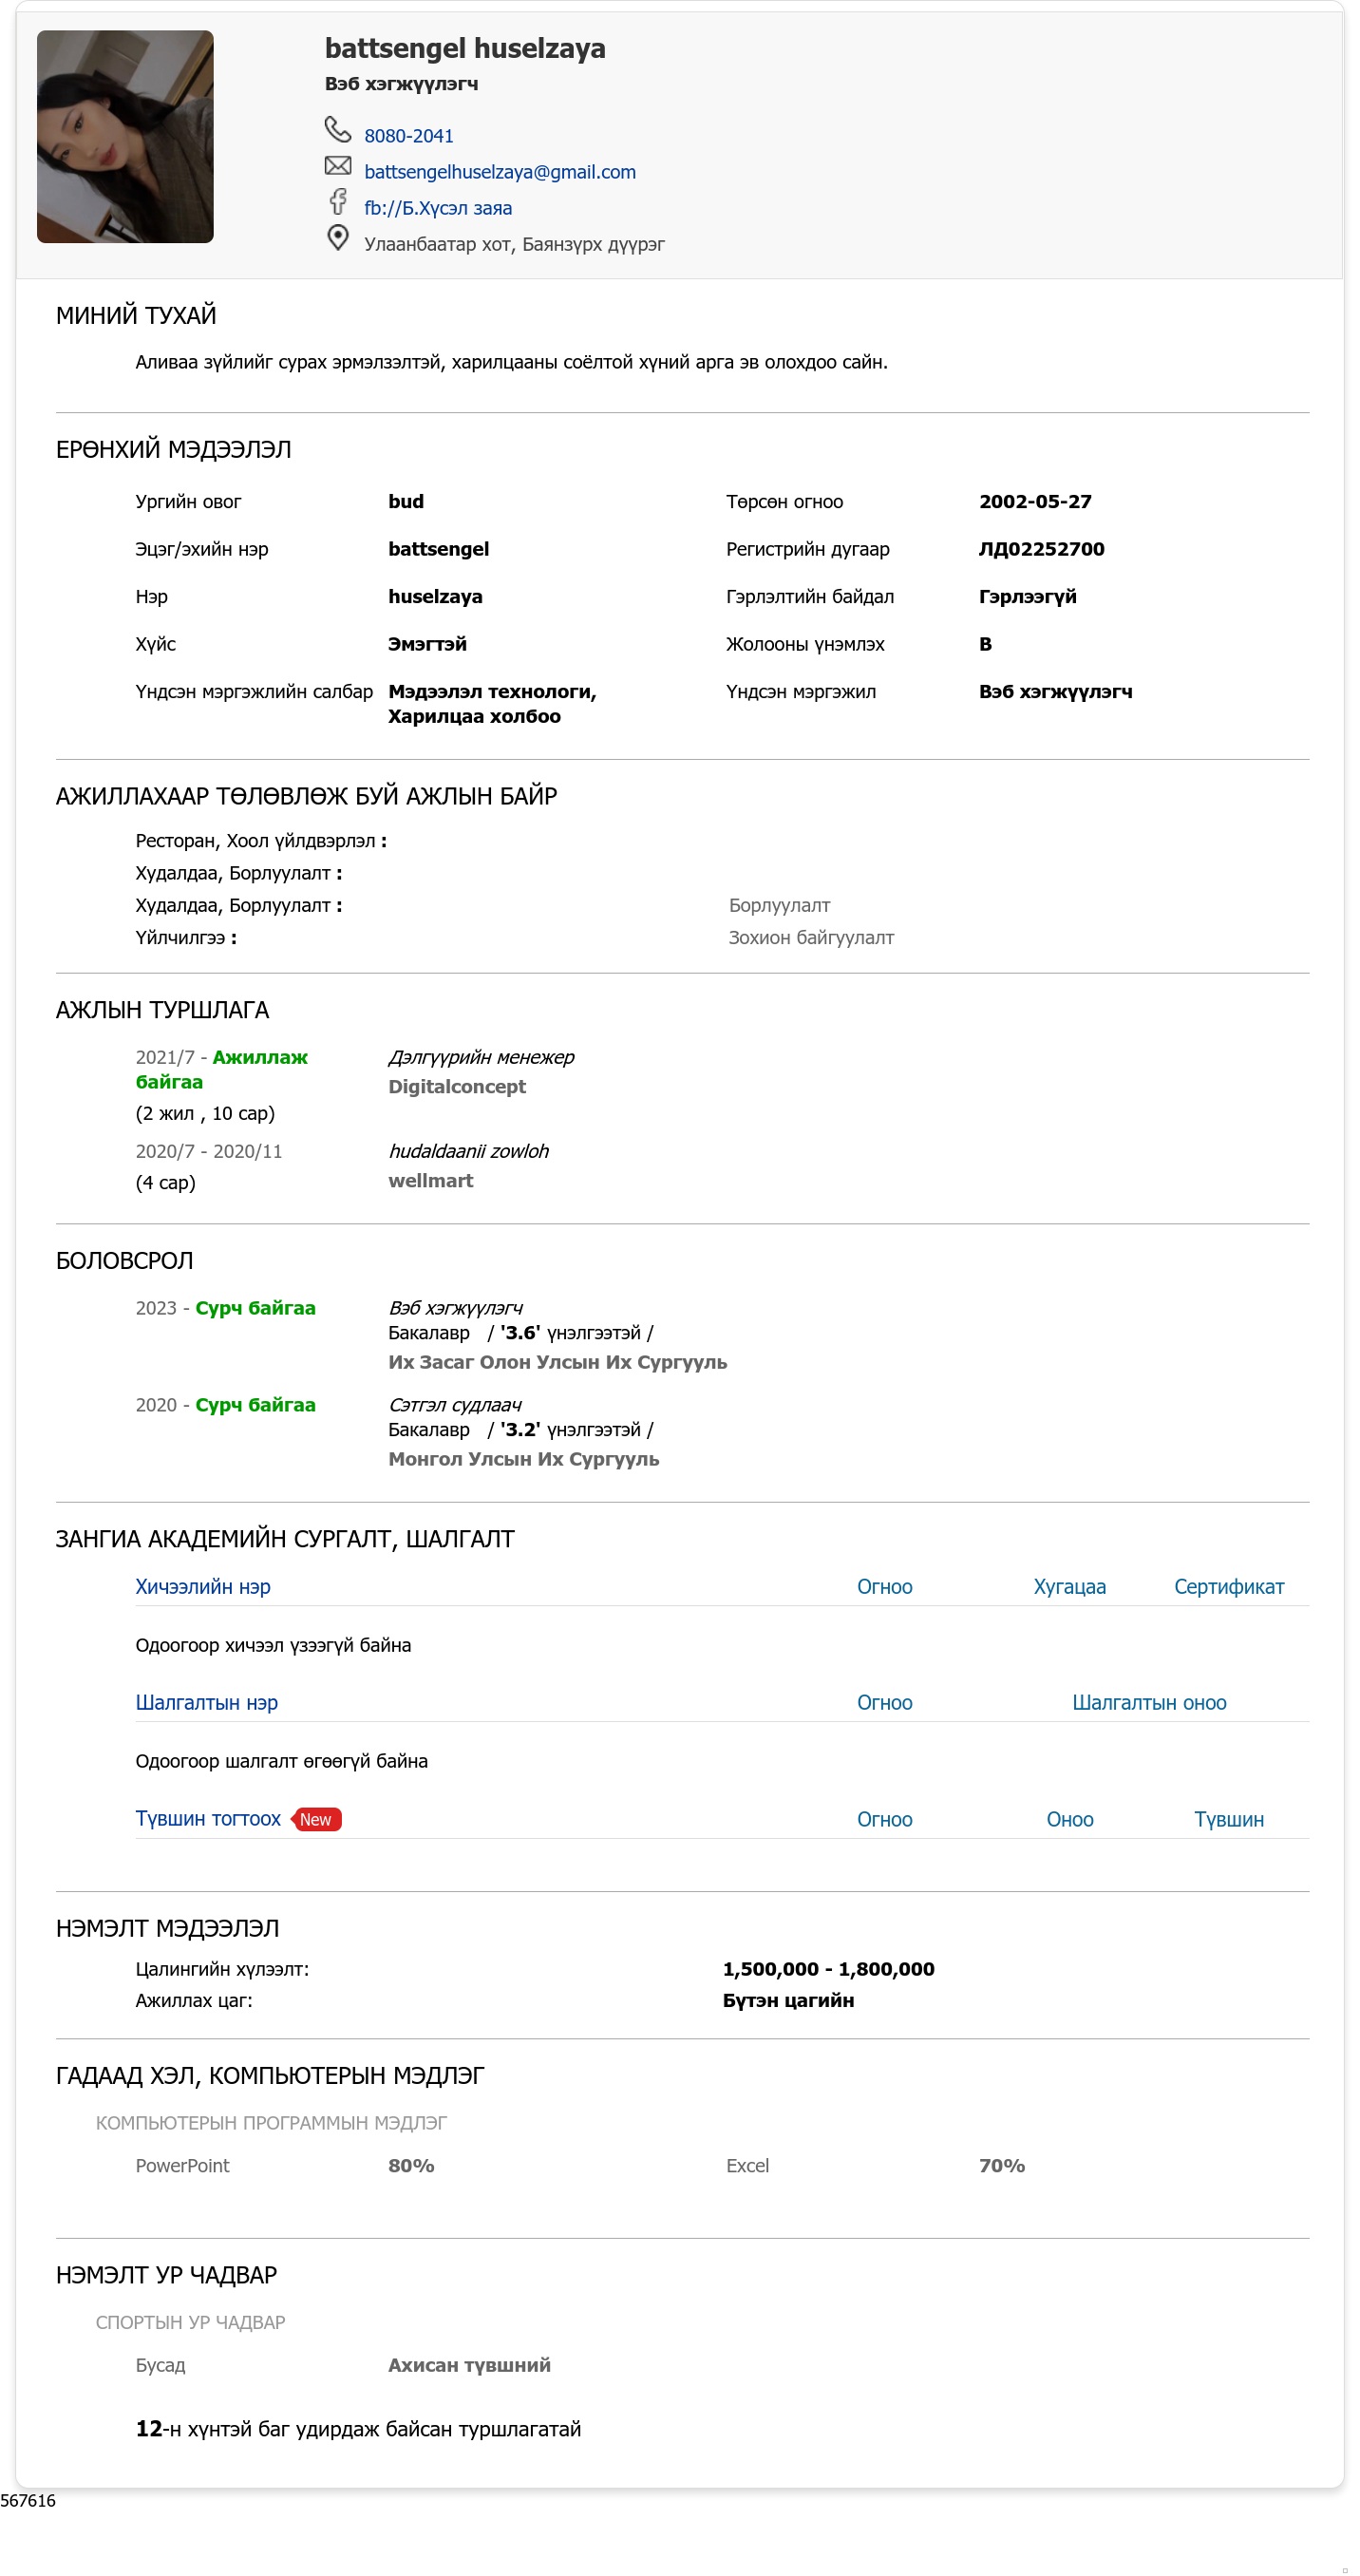 battsengel huselzaya
Вэб хөгжүүлэгч
8080-2041
battsengelhuselzaya@gmail.com
fb://Б.Хүсэл заяа
Улаанбаатар хот, Баянзүрх дүүрэг
МИНИЙ ТУХАЙ
Аливаа зүйлийг сурах эрмэлзэлтэй, харилцааны соёлтой хүний арга эв олохдоо сайн.
ЕРӨНХИЙ МЭДЭЭЛЭЛ
Ургийн овог bud Төрсөн огноо 2002-05-27
Эцэг/эхийн нэр battsengel Регистрийн дугаар ЛД02252700
Нэр huselzaya Гэрлэлтийн байдал Гэрлээгүй
Хүйс Эмэгтэй Жолооны үнэмлэх B
Үндсэн мэргэжлийн салбар Мэдээлэл технологи, Үндсэн мэргэжил Вэб хөгжүүлэгч
Харилцаа холбоо
АЖИЛЛАХААР ТӨЛӨВЛӨЖ БУЙ АЖЛЫН БАЙР
Ресторан, Хоол үйлдвэрлэл :
Худалдаа, Борлуулалт :
Худалдаа, Борлуулалт : Борлуулалт
Үйлчилгээ : Зохион байгуулалт
АЖЛЫН ТУРШЛАГА
2021/7 - Ажиллаж Дэлгүүрийн менежер
байгаа Digitalconcept
(2 жил , 10 сар)
2020/7 - 2020/11 hudaldaanii zowloh
(4 сар) wellmart
БОЛОВСРОЛ
2023 - Сурч байгаа Вэб хөгжүүлэгч
Бакалавр / '3.6' үнэлгээтэй /
Их Засаг Олон Улсын Их Сургууль
2020 - Сурч байгаа Сэтгэл судлаач
Бакалавр / '3.2' үнэлгээтэй /
Монгол Улсын Их Сургууль
ЗАНГИА АКАДЕМИЙН СУРГАЛТ, ШАЛГАЛТ
Хичээлийн нэр Огноо Хугацаа Сертификат
Одоогоор хичээл үзээгүй байна
Шалгалтын нэр Огноо Шалгалтын оноо
Одоогоор шалгалт өгөөгүй байна
Түвшин тогтоох New Огноо Оноо Түвшин
НЭМЭЛТ МЭДЭЭЛЭЛ
Цалингийн хүлээлт: 1,500,000 - 1,800,000
Ажиллах цаг: Бүтэн цагийн
ГАДААД ХЭЛ, КОМПЬЮТЕРЫН МЭДЛЭГ
КОМПЬЮТЕРЫН ПРОГРАММЫН МЭДЛЭГ
PowerPoint 80% Excel 70%
НЭМЭЛТ УР ЧАДВАР
СПОРТЫН УР ЧАДВАР
Бусад Ахисан түвшний
12-н хүнтэй баг удирдаж байсан туршлагатай
567616